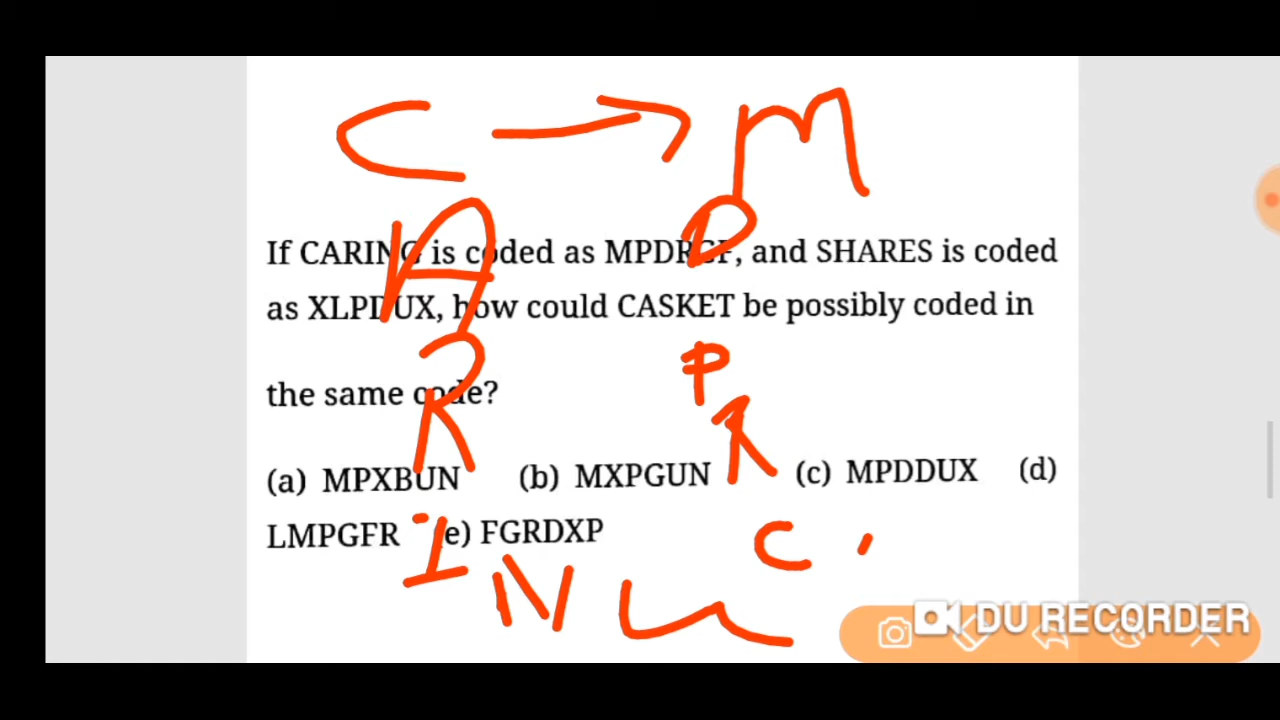 C → M
A D
If CARING is coded as MPDRCF, and SHARES is coded
as XLPDUX, how could CASKET be possibly coded in
R P
the same code?
R
(a) MPXBUN (b) MXPGUN (c) MPDDUX (d)
LMPGFR (e) FGRDXP
I C
N
DU RECORDER